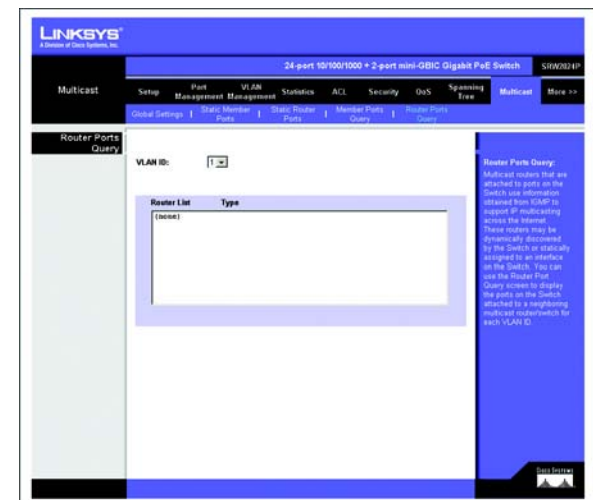 LINKSYS®
A Division of Cisco Systems, Inc.
24-port 10/100/1000 + 2-port mini-GBIC Gigabit PoE Switch
SRW2024P
Multicast
Setup
Port Management
VLAN Management
Statistics
ACL
Security
QoS
Spanning Tree
Multicast
More >>
Global Settings | Static Member Ports | Static Router Ports | Member Ports Query | Router Ports Query
Router Ports
Query
VLAN ID: 1
Router List Type
(none)
Router Ports Query:
Multicast routers that are
attached to ports on the
Switch use information
obtained from IGMP to
support IP multicasting
across the Internet.
These routers may be
dynamically discovered
by the Switch or statically
assigned to an interface
on the Switch. You can
use the Router Port
Query screen to display
the ports on the Switch
attached to a neighboring
multicast router/switch for
each VLAN ID.
CISCO SYSTEMS